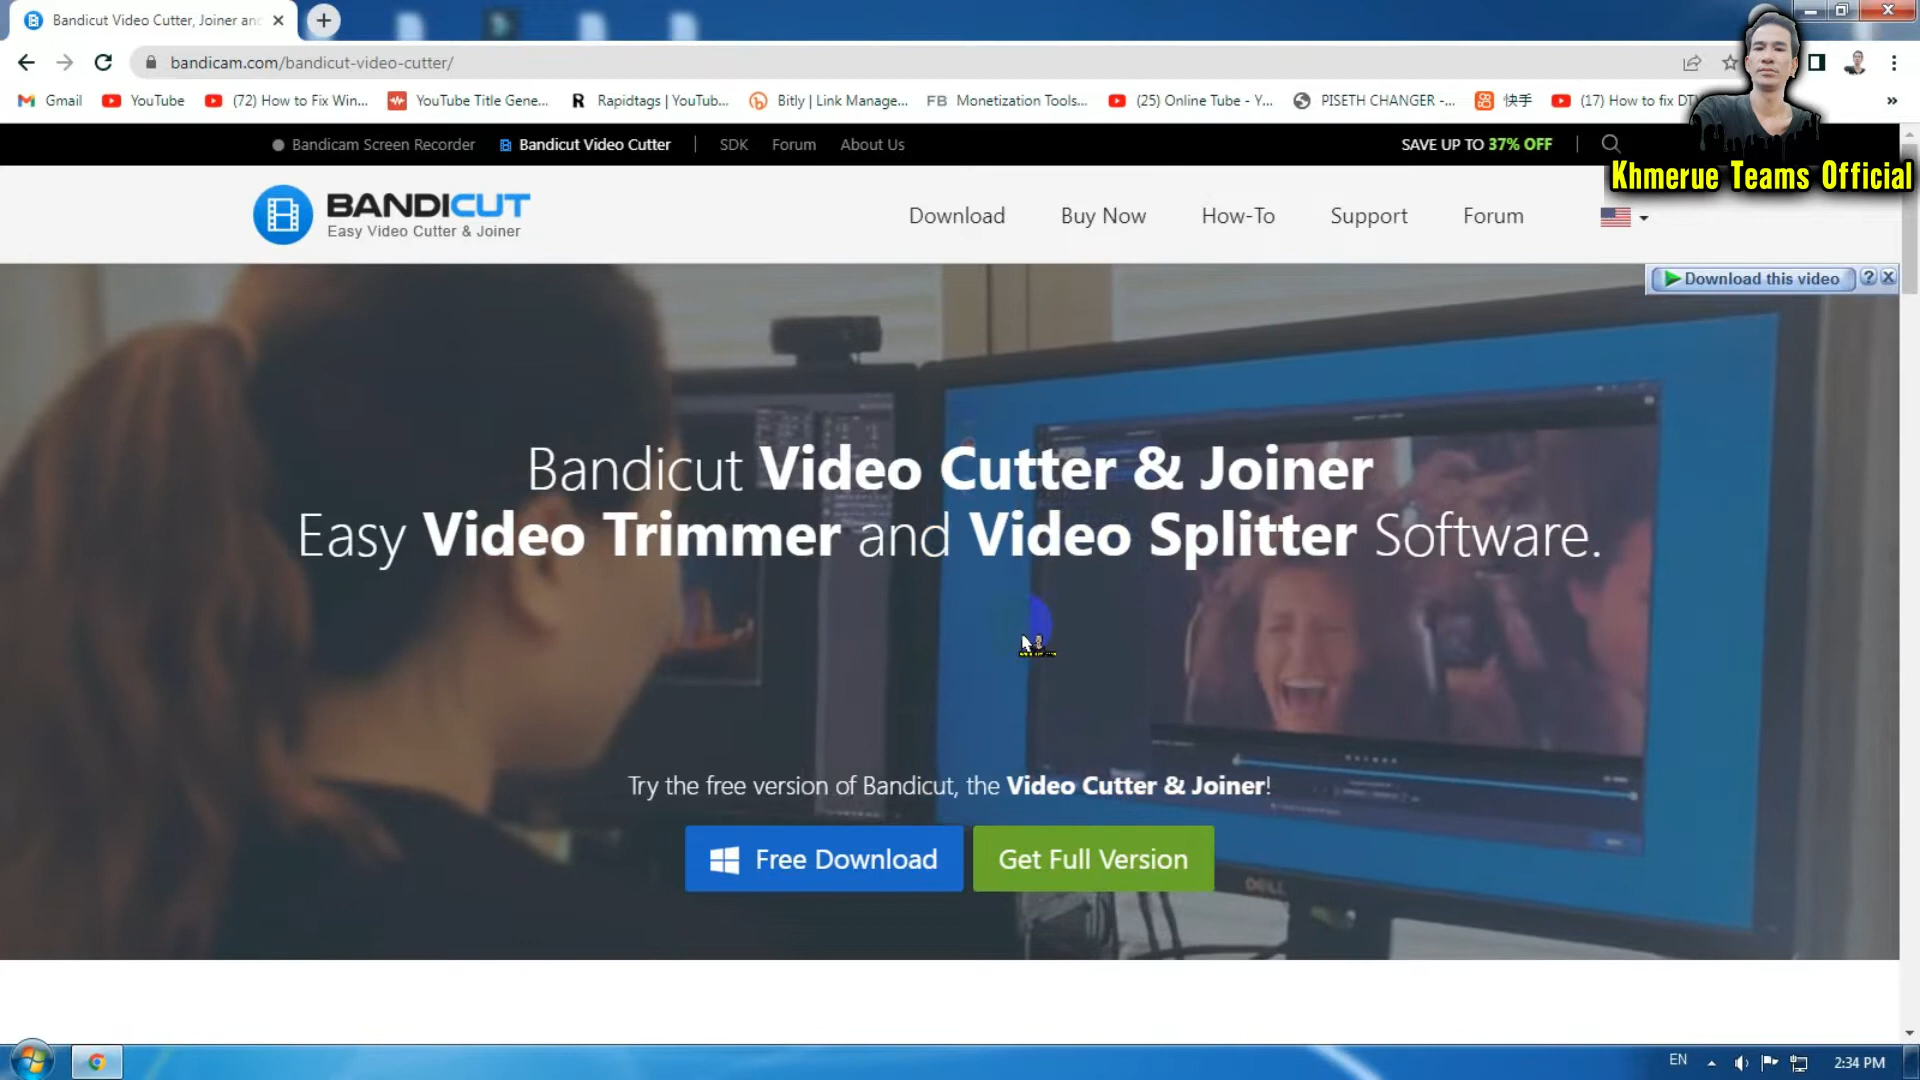 Bandicut Video Cutter, Joiner and
bandicam.com/bandicut-video-cutter/
Gmail
YouTube
(72) How to Fix Win...
YouTube Title Gene...
Rapidtags | YouTub...
Bitly | Link Manage...
FB Monetization Tools...
(25) Online Tube - Y...
PISETH CHANGER -...
快手
(17) How to fix DT
Bandicam Screen Recorder
Bandicut Video Cutter
SDK
Forum
About Us
SAVE UP TO 37% OFF
Khmerue Teams Official
BANDICUT
Easy Video Cutter & Joiner
Download
Buy Now
How-To
Support
Forum
Download this video
Bandicut Video Cutter & Joiner
Easy Video Trimmer and Video Splitter Software.
DELL
Try the free version of Bandicut, the Video Cutter & Joiner!
Free Download
Get Full Version
EN
2:34 PM